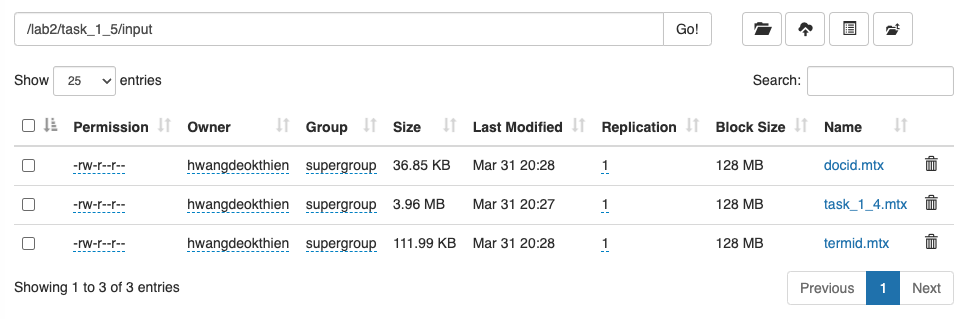 /lab2/task_1_5/input Go!
Show 25 entries Search:
Permission Owner Group Size Last Modified Replication Block Size Name
-rw-r--r-- hwangdeokthien supergroup 36.85 KB Mar 31 20:28 1 128 MB docid.mtx
-rw-r--r-- hwangdeokthien supergroup 3.96 MB Mar 31 20:27 1 128 MB task_1_4.mtx
-rw-r--r-- hwangdeokthien supergroup 111.99 KB Mar 31 20:28 1 128 MB termid.mtx
Showing 1 to 3 of 3 entries Previous 1 Next